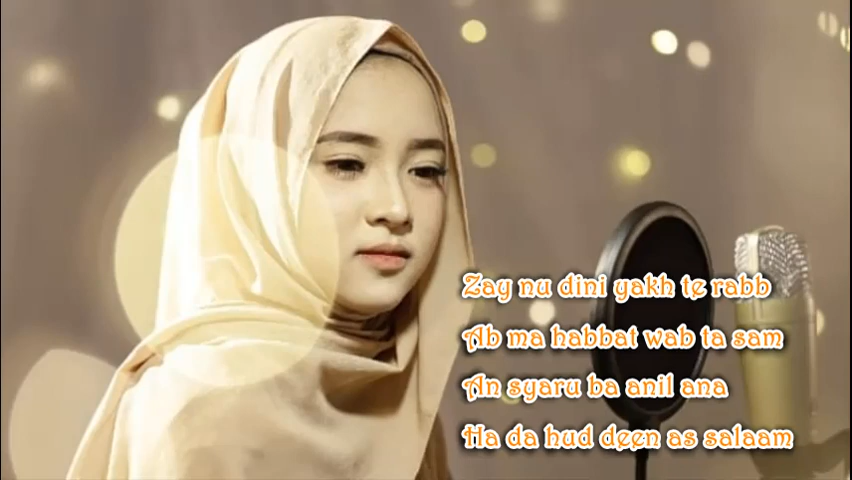 Zay nu dini yakh te rabb
Ab ma habbat wab ta sam
An syaru ba anil ana
Ha da hud deen as salaam